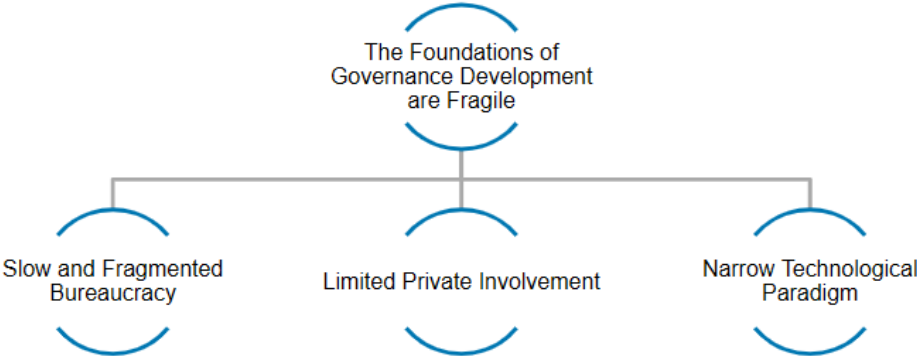 The Foundations of
Governance Development
are Fragile
Slow and Fragmented
Bureaucracy
Limited Private Involvement
Narrow Technological
Paradigm